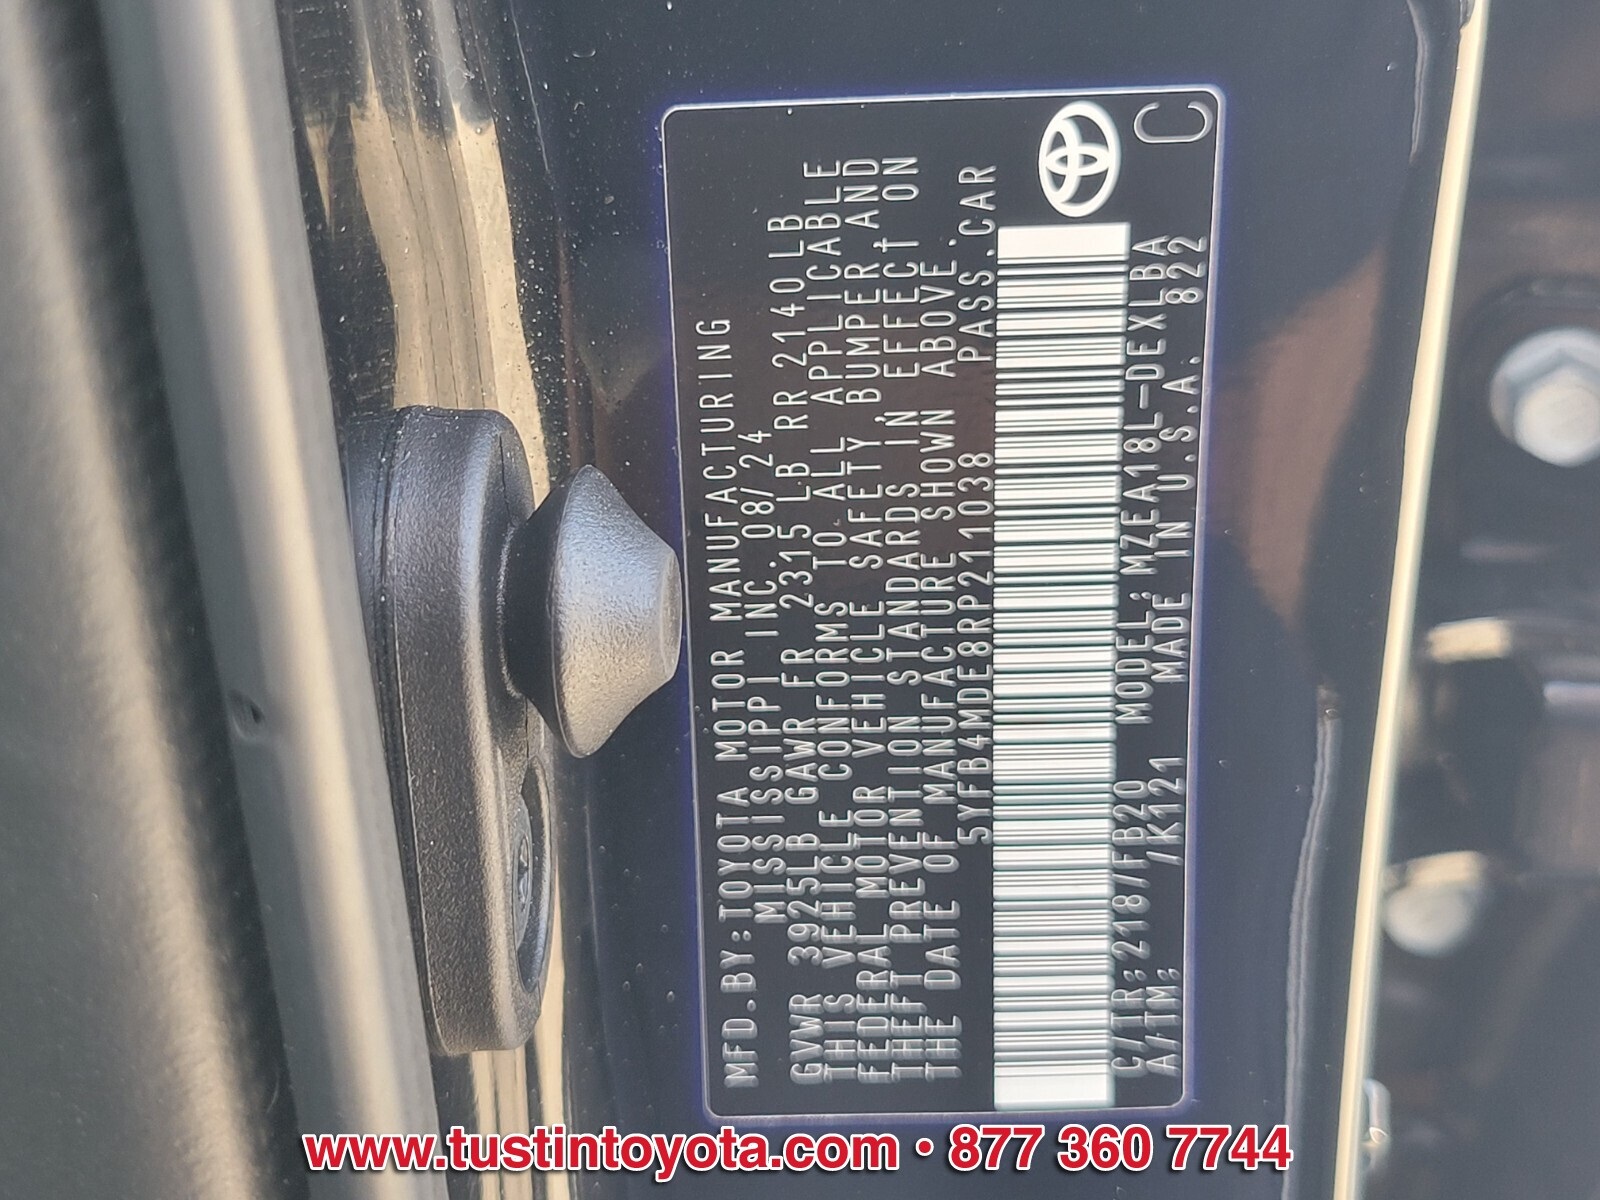 MFD.BY:TOYOTA MOTOR MANUFACTURING
MISSISSIPPI INC. 08/24
GVWR 3925LB GAWR FR 2315 LB RR 2140LB
THIS VEHICLE CONFORMS TO ALL APPLICABLE
FEDERAL MOTOR VEHICLE SAFETY, BUMPER, AND
THEFT PREVENTION STANDARDS IN EFFECT ON
THE DATE OF MANUFACTURE SHOWN ABOVE.
5YFB4MDE8RP211038 PASS.CAR
C/TR:218/FB20 MODEL:MZEA18L-DEXLBA
A/TM: /K121 MADE IN U.S.A. 822
C
www.tustintoyota.com • 877 360 7744